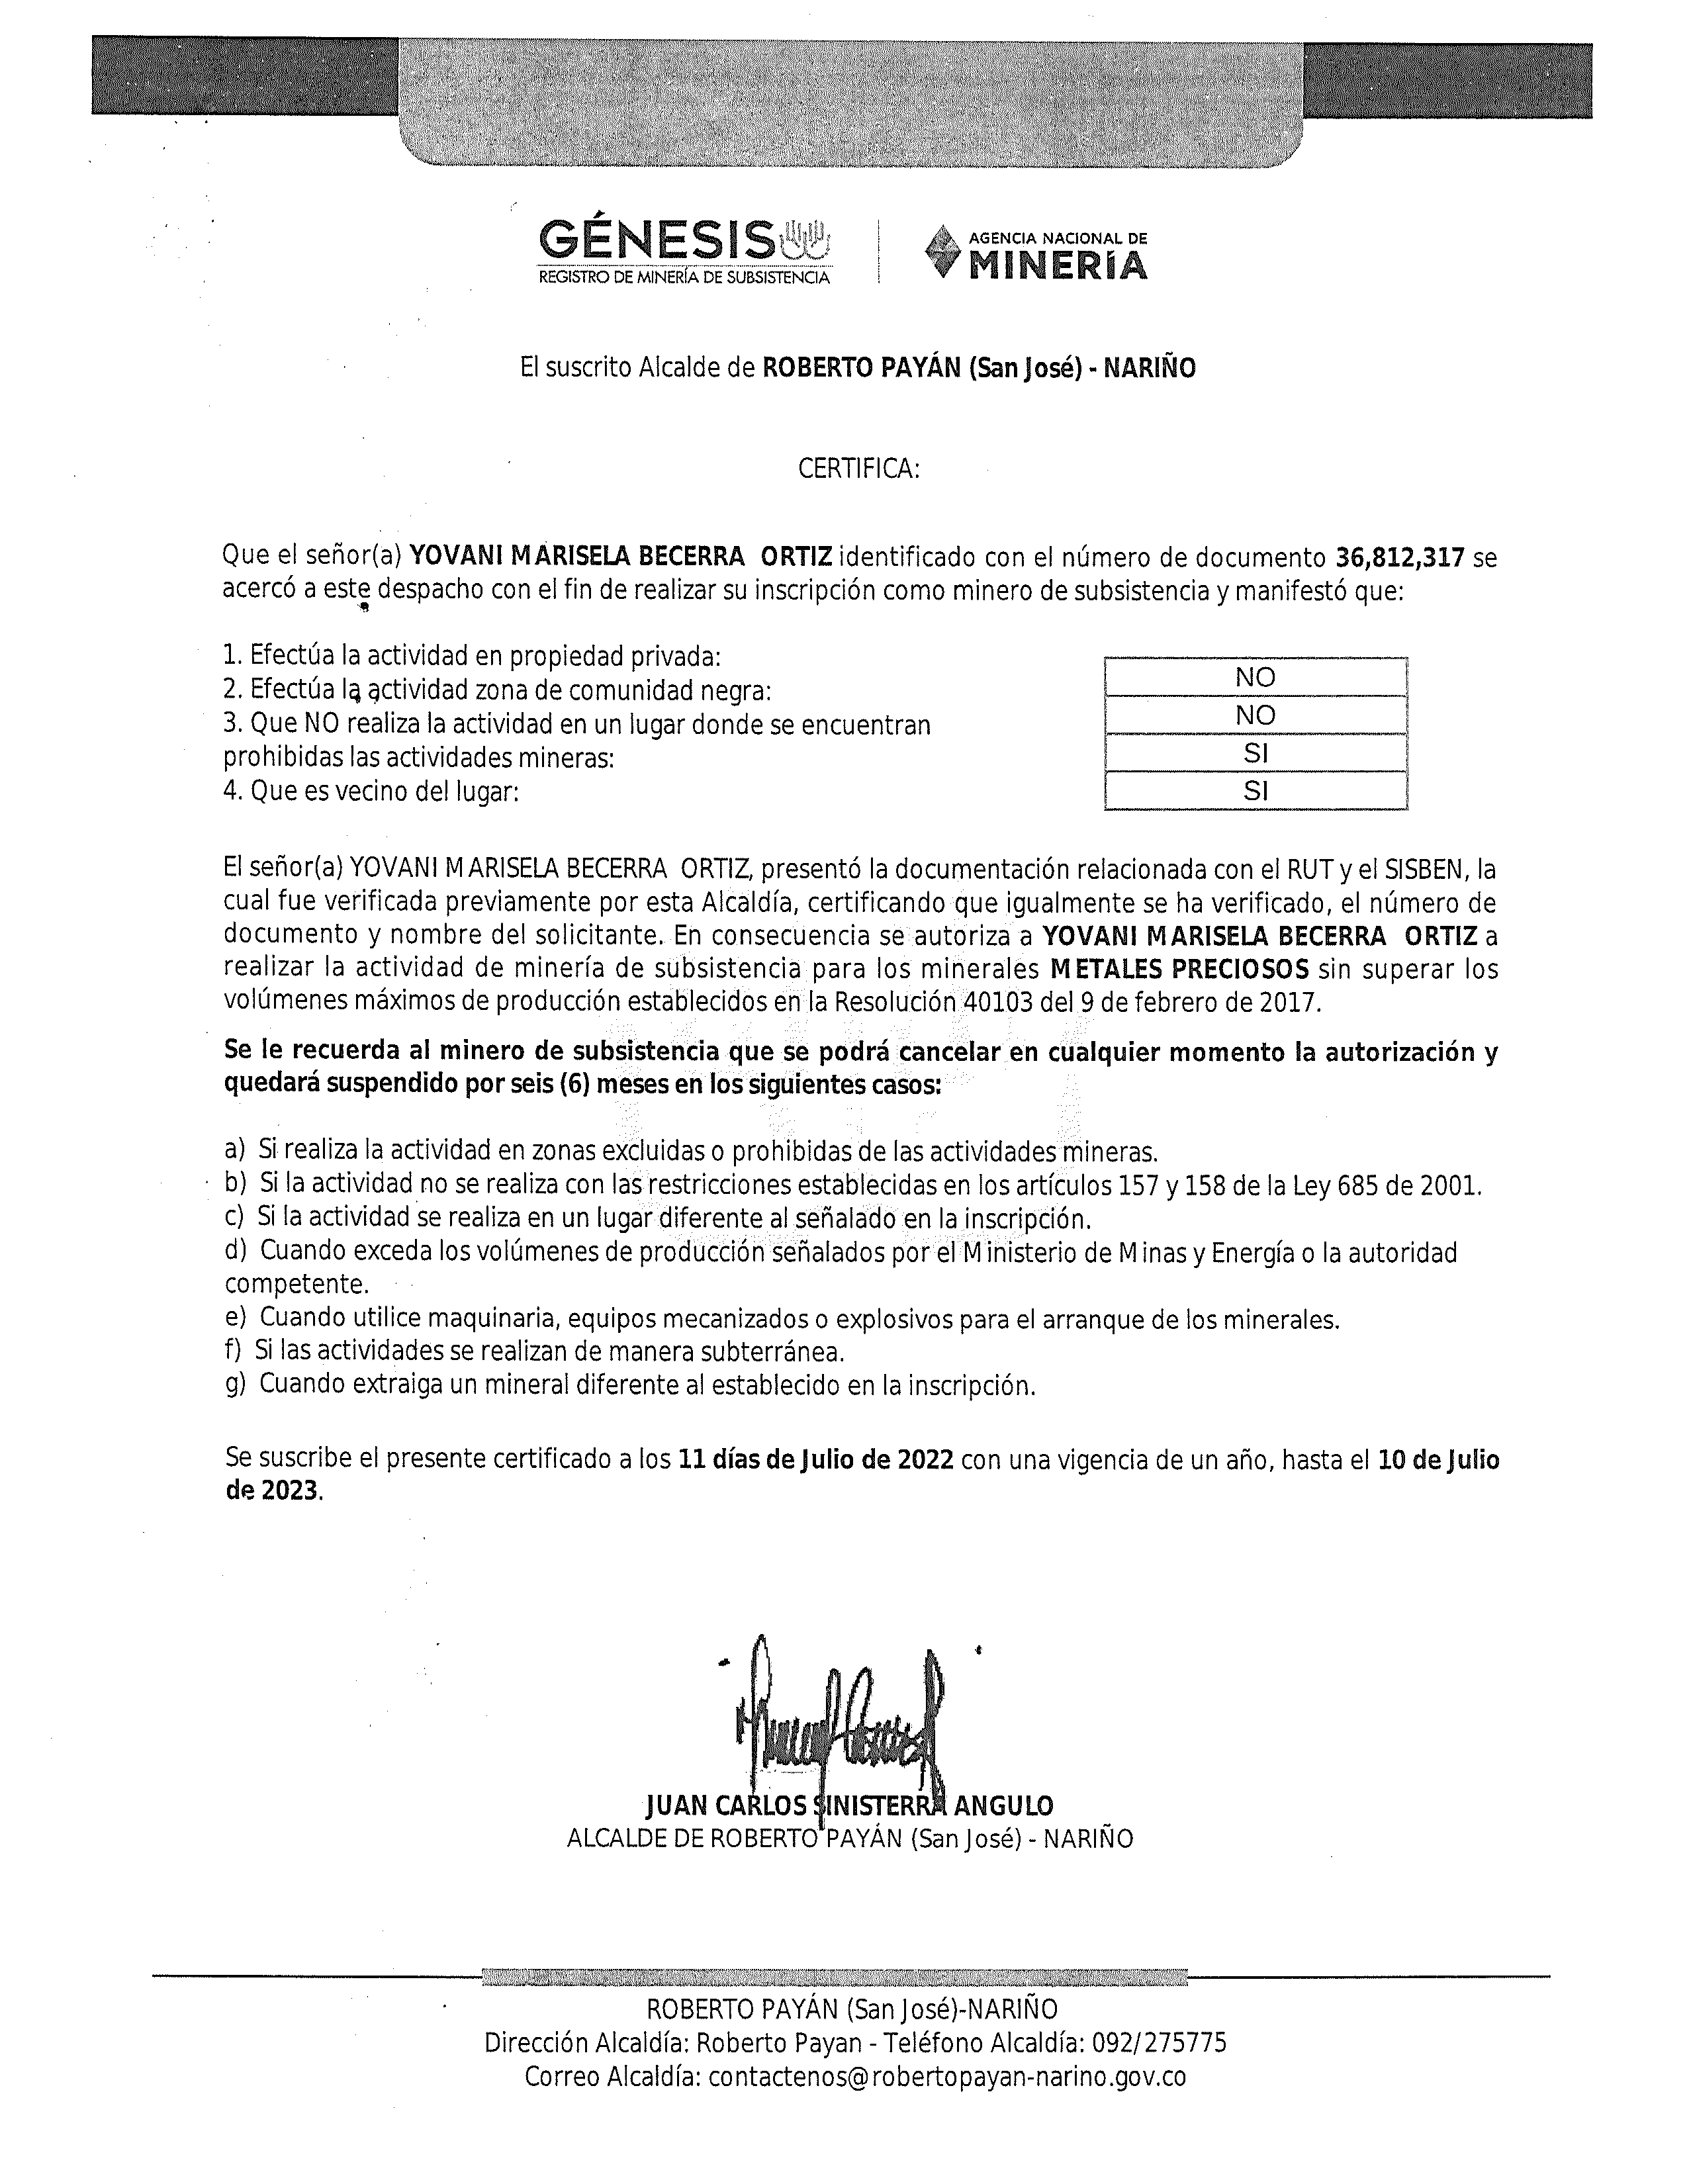 GÉNESIS
REGISTRO DE MINERÍA DE SUBSISTENCIA
AGENCIA NACIONAL DE
MINERÍA
El suscrito Alcalde de ROBERTO PAYÁN (San José) - NARIÑO
CERTIFICA:
Que el señor(a) YOVANI MARISELA BECERRA ORTIZ identificado con el número de documento 36,812,317 se
acercó a este despacho con el fin de realizar su inscripción como minero de subsistencia y manifestó que:
1. Efectúa la actividad en propiedad privada:
NO
2. Efectúa la actividad zona de comunidad negra:
NO
3. Que NO realiza la actividad en un lugar donde se encuentran
prohibidas las actividades mineras:
SI
4. Que es vecino del lugar:
SI
El señor(a) YOVANI MARISELA BECERRA ORTIZ, presentó la documentación relacionada con el RUT y el SISBEN, la
cual fue verificada previamente por esta Alcaldía, certificando que igualmente se ha verificado, el número de
documento y nombre del solicitante. En consecuencia se autoriza a YOVANI MARISELA BECERRA ORTIZ a
realizar la actividad de minería de subsistencia para los minerales METALES PRECIOSOS sin superar los
volúmenes máximos de producción establecidos en la Resolución 40103 del 9 de febrero de 2017.
Se le recuerda al minero de subsistencia que se podrá cancelar en cualquier momento la autorización y
quedará suspendido por seis (6) meses en los siguientes casos:
a) Si realiza la actividad en zonas excluidas o prohibidas de las actividades mineras.
b) Si la actividad no se realiza con las restricciones establecidas en los artículos 157 y 158 de la Ley 685 de 2001.
c) Si la actividad se realiza en un lugar diferente al señalado en la inscripción.
d) Cuando exceda los volúmenes de producción señalados por el Ministerio de Minas y Energía o la autoridad
competente.
e) Cuando utilice maquinaria, equipos mecanizados o explosivos para el arranque de los minerales.
f) Si las actividades se realizan de manera subterránea.
g) Cuando extraiga un mineral diferente al establecido en la inscripción.
Se suscribe el presente certificado a los 11 días de Julio de 2022 con una vigencia de un año, hasta el 10 de Julio
de 2023.
JUAN CARLOS SINISTERRA ANGULO
ALCALDE DE ROBERTO PAYÁN (San José) - NARIÑO
ROBERTO PAYÁN (San José)-NARIÑO
Dirección Alcaldía: Roberto Payan - Teléfono Alcaldía: 092/275775
Correo Alcaldía: contactenos@robertopayan-narino.gov.co